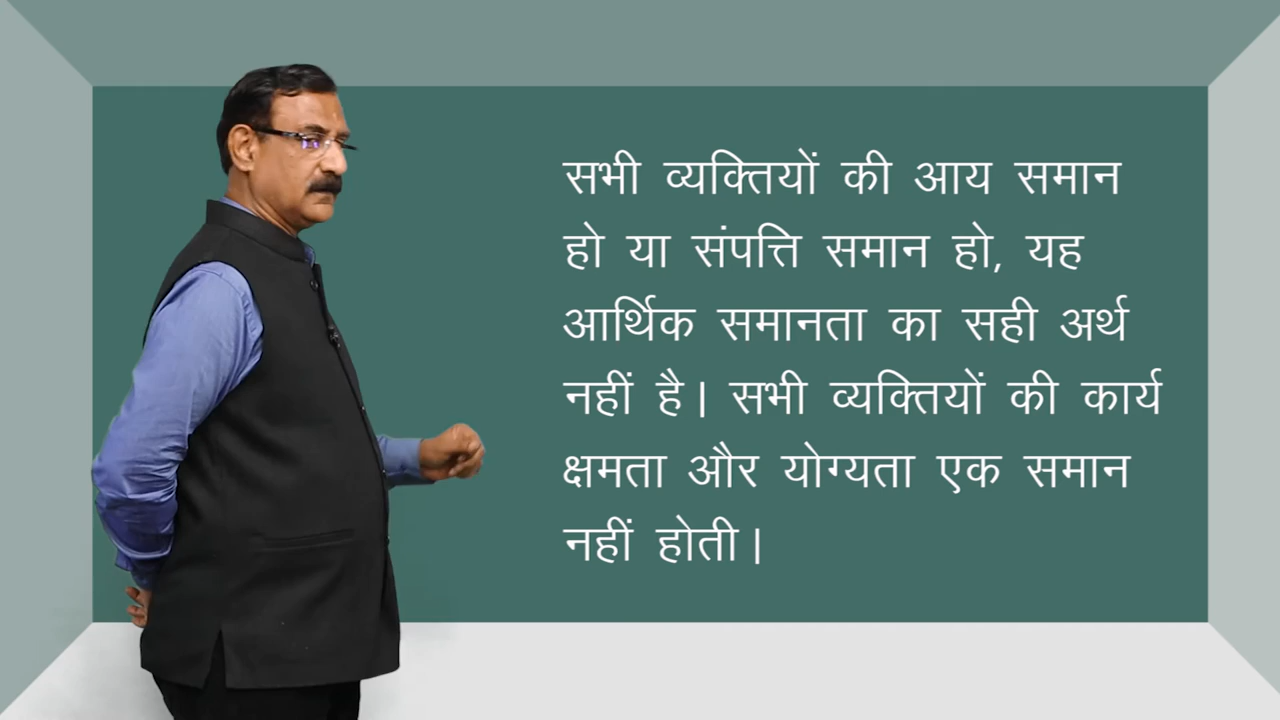 सभी व्यक्तियों की आय समान
हो या संपत्ति समान हो, यह
आर्थिक समानता का सही अर्थ
नहीं है। सभी व्यक्तियों की कार्य
क्षमता और योग्यता एक समान
नहीं होती।